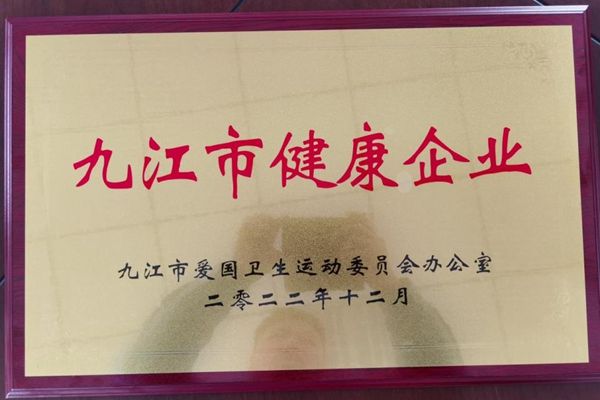 九江市健康企业
九江市爱国卫生运动委员会办公室
二零二二年十二月